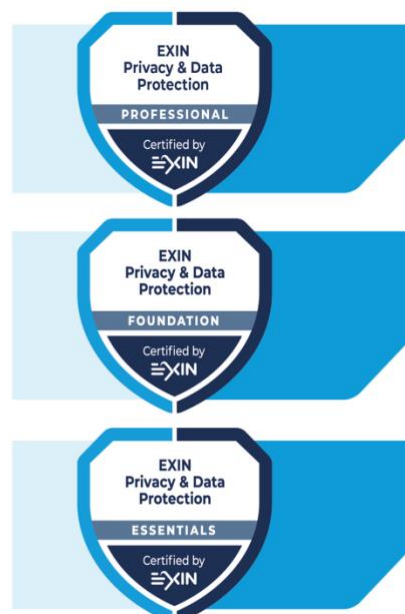 EXIN
Privacy & Data
Protection
PROFESSIONAL
Certified by
EXIN
EXIN
Privacy & Data
Protection
FOUNDATION
Certified by
EXIN
EXIN
Privacy & Data
Protection
ESSENTIALS
Certified by
EXIN